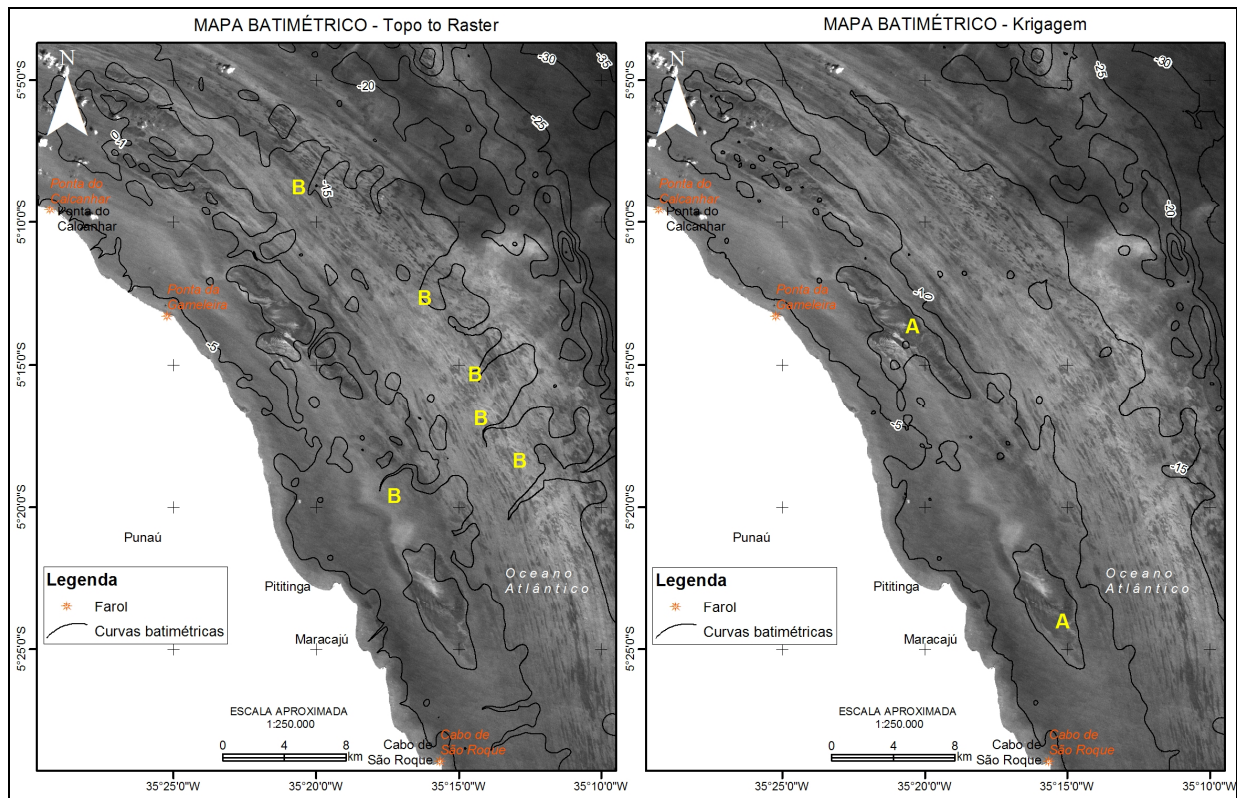 MAPA BATIMÉTRICO - Topo to Raster
N
-30
-35
-20
-25
-15
-5
B
B
B
B
B
B
Ponta do
Calcanhar
Ponta do
Calcanhar
Punaú
Pititinga
Maracajú
Oceano
Atlântico
Legenda
Farol
Curvas batimétricas
ESCALA APROXIMADA
1:250.000
0 4 8
km
Cabo de
São Roque
Cabo de
São Roque
5°5'0"S
5°10'0"S
5°15'0"S
5°20'0"S
5°25'0"S
35°25'0"W
35°20'0"W
35°15'0"W
35°10'0"W
MAPA BATIMÉTRICO - Krigagem
N
-25
-30
-20
-10
-5
-15
A
A
Ponta do
Calcanhar
Ponta do
Calcanhar
Punaú
Pititinga
Maracajú
Oceano
Atlântico
Legenda
Farol
Curvas batimétricas
ESCALA APROXIMADA
1:250.000
0 4 8
km
Cabo de
São Roque
Cabo de
São Roque
5°5'0"S
5°10'0"S
5°15'0"S
5°20'0"S
5°25'0"S
35°25'0"W
35°20'0"W
35°15'0"W
35°10'0"W